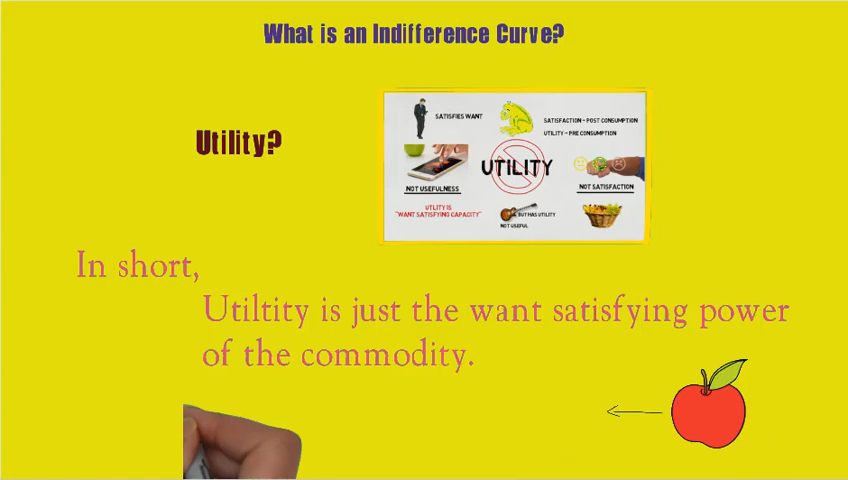 What is an Indifference Curve?
Utility?
SATISFIES WANT
SATISFACTION - POST CONSUMPTION
UTILITY - PRE CONSUMPTION
UTILITY
NOT USEFULNESS
NOT SATISFACTION
UTLITY IS
"WANT SATISFYING CAPACITY"
BUT HAS UTILITY
NOT USEFUL
In short,
Utiltity is just the want satisfying power
of the commodity.